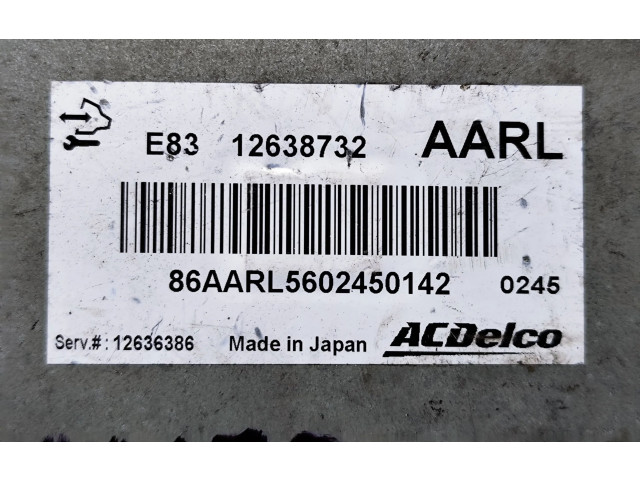 E83 12638732 AARL
86AARL5602450142 0245
Serv.#: 12636386 Made in Japan ACDelco